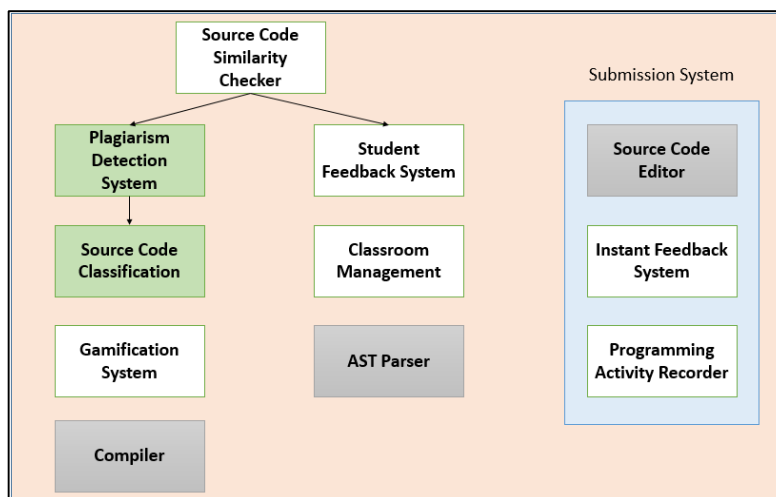 Source Code
Similarity
Checker
Submission System
Plagiarism
Detection
System
Student
Feedback System
Source Code
Editor
Source Code
Classification
Classroom
Management
Instant Feedback
System
Gamification
System
AST Parser
Programming
Activity Recorder
Compiler